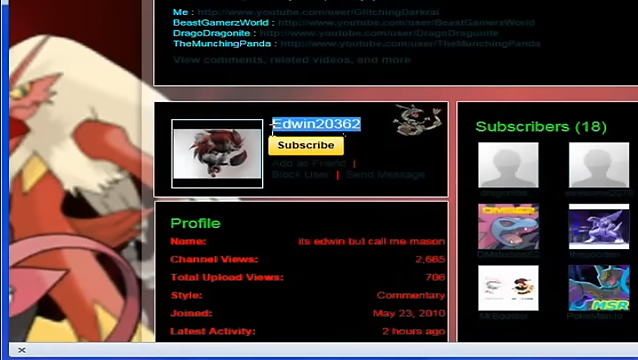 Me : http://www.youtube.com/user/GlitchingDarkrai
BeastGamerzWorld : http://www.youtube.com/user/BeastGamerzWorld
DragoDragonite : http://www.youtube.com/user/DragoDragonite
TheMunchingPanda : http://www.youtube.com/user/TheMunchingPanda
View comments, related videos, and more
Edwin20362
Subscribe
Add as Friend |
Block User | Send Message
Subscribers (18)
Profile
Name: its edwin but call me mason
Channel Views: 2,665
Total Upload Views: 706
Style: Commentary
Joined: May 23, 2010
Latest Activity: 2 hours ago
MSR